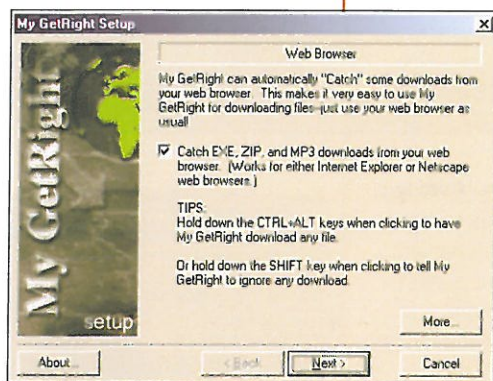 My GetRight Setup
My GetRight
setup
Web Browser
My GetRight can automatically "Catch" some downloads from
your web browser. This makes it very easy to use My
GetRight for downloading files--just use your web browser as
usual!
Catch EXE, ZIP, and MP3 downloads from your web
browser. (Works for either Internet Explorer or Netscape
web browsers.)
TIPS:
Hold down the CTRL+ALT keys when clicking to have
My GetRight download any file.
Or hold down the SHIFT key when clicking to tell My
GetRight to ignore any download.
More...
About...
< Back
Next >
Cancel